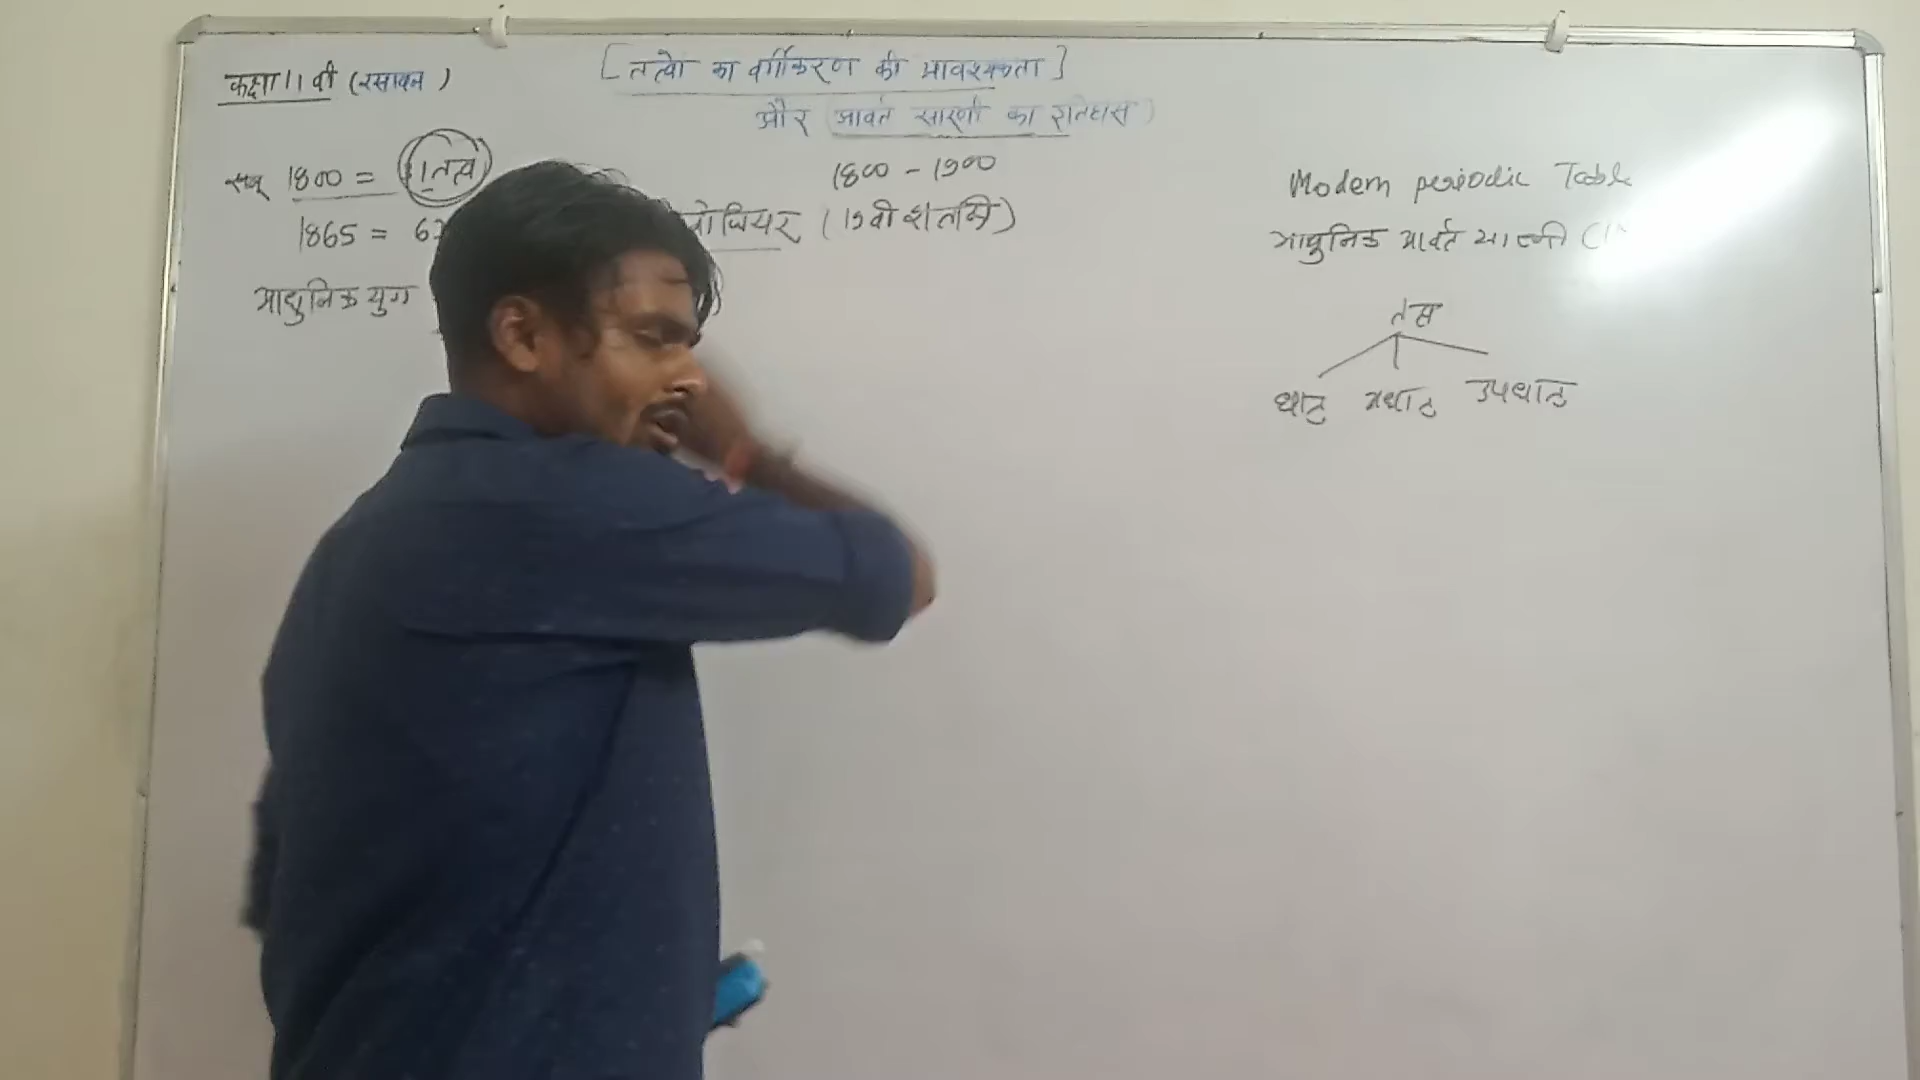 कक्षा 11 वी (रसायन)
[तत्वो का वर्गीकरण की आवश्यकता]
और (आवर्त सारणी का इतिहास)
सन् 1800 = तत्व
1865 =
आधुनिक युग
1800 - 1900
(19वी शताब्दी)
Modern periodic Table
आधुनिक आवर्त सारणी
तत्व
धातु अधातु उपधातु